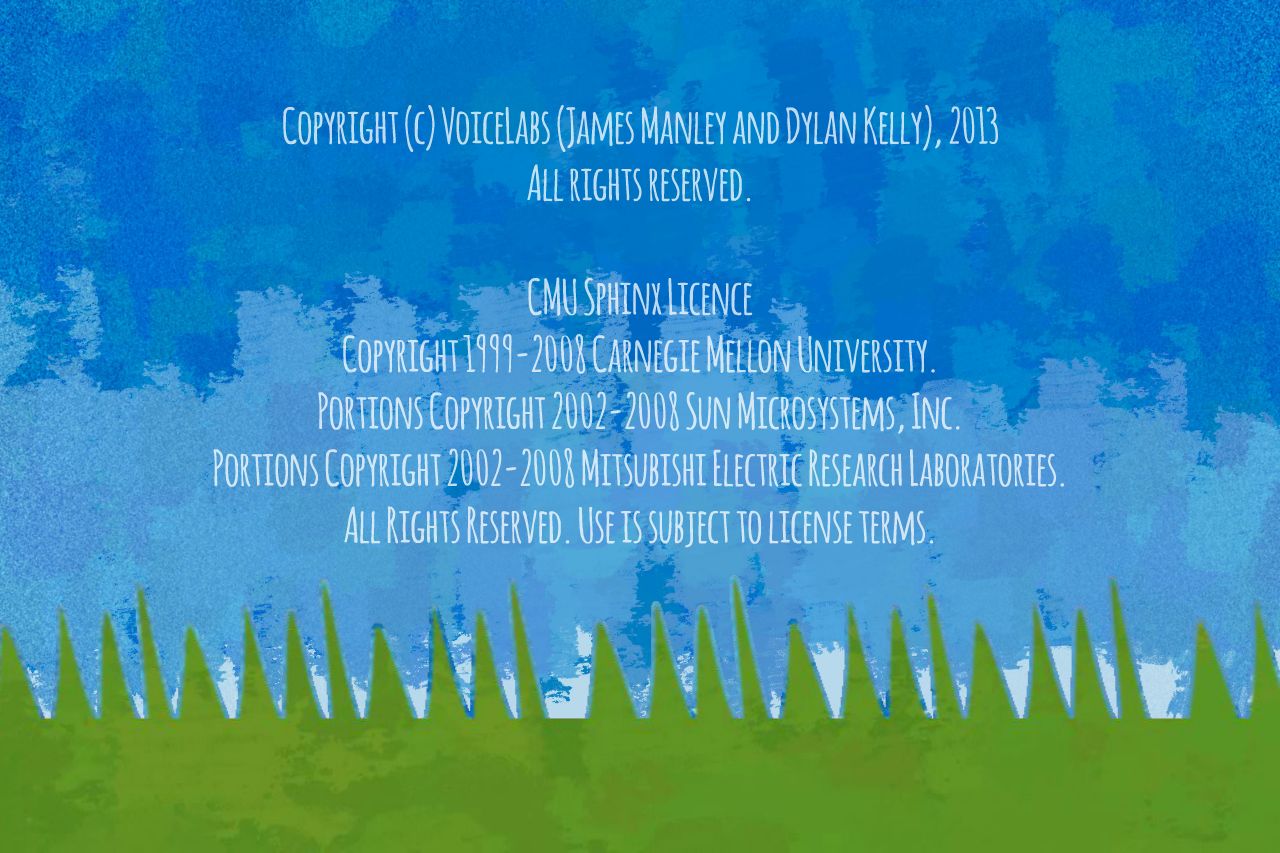 Copyright (c) VoiceLabs (James Manley and Dylan Kelly), 2013
All rights reserved.
CMU Sphinx Licence
Copyright 1999-2008 Carnegie Mellon University.
Portions Copyright 2002-2008 Sun Microsystems, Inc.
Portions Copyright 2002-2008 Mitsubishi Electric Research Laboratories.
All Rights Reserved. Use is subject to license terms.